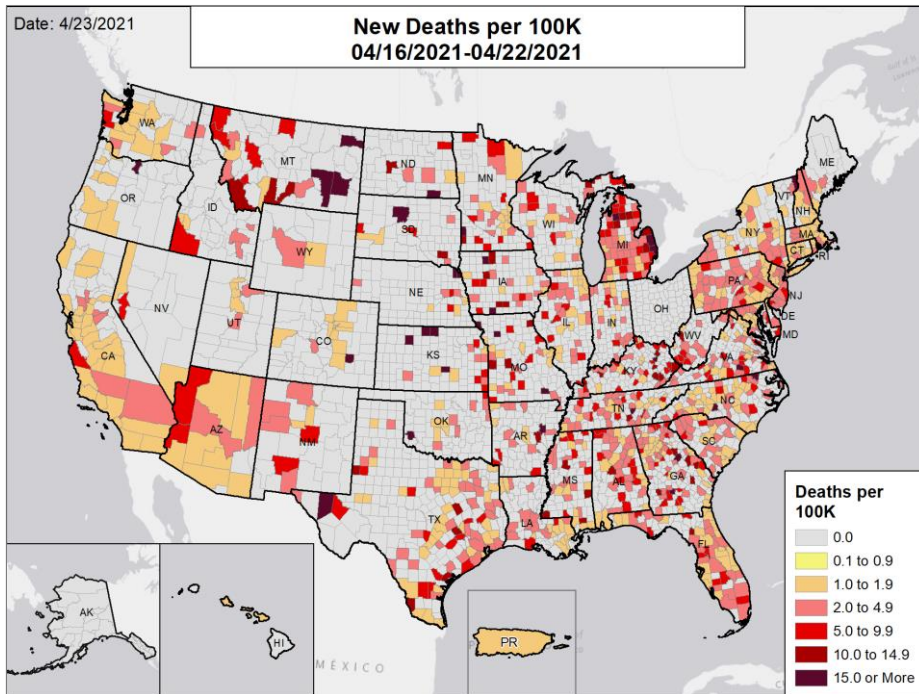 Date: 4/23/2021
New Deaths per 100K
04/16/2021-04/22/2021
WA
MT
ND
MN
ME
OR
ID
SD
WI
MI
VT
NH
NY
MA
CT
RI
WY
IA
PA
NJ
NV
NE
OH
DE
MD
UT
IL
IN
CO
WV
VA
CA
KS
MO
KY
NC
TN
OK
AR
AZ
NM
SC
MS
AL
GA
TX
LA
FL
AK
HI
PR
MÉXICO
Deaths per
100K
0.0
0.1 to 0.9
1.0 to 1.9
2.0 to 4.9
5.0 to 9.9
10.0 to 14.9
15.0 or More